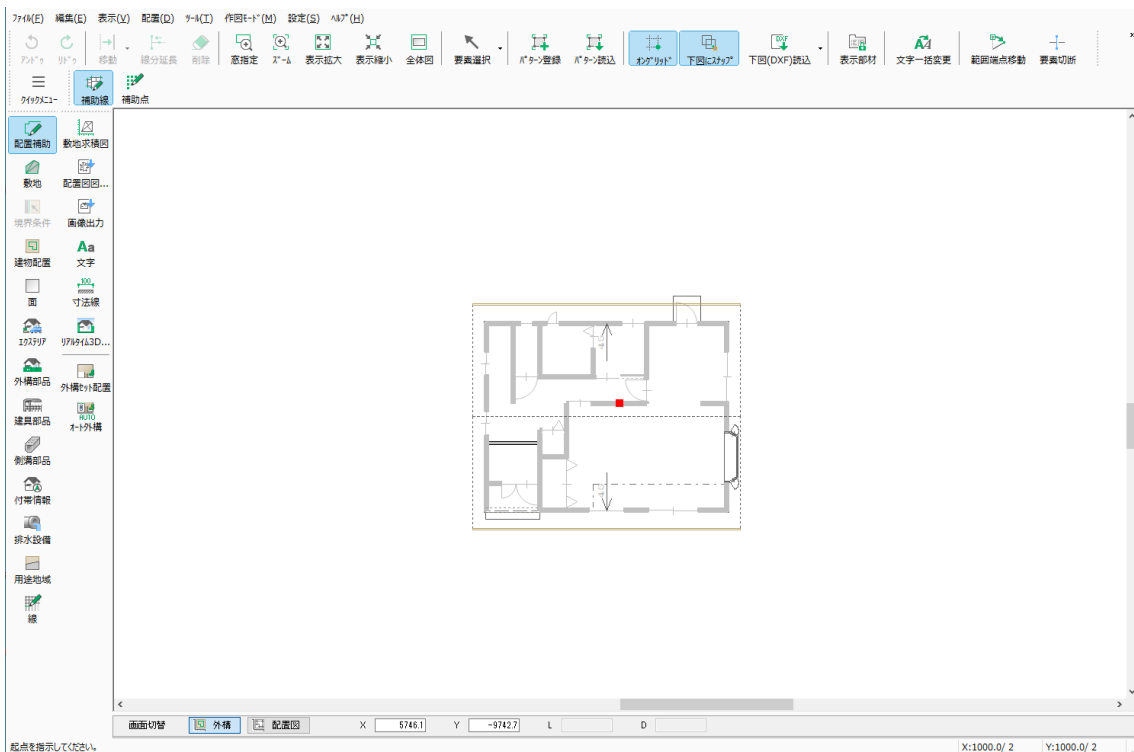 ﾌｧｲﾙ(F) 編集(E) 表示(V) 配置(D) ﾂｰﾙ(T) 作図ﾓｰﾄﾞ(M) 設定(S) ﾍﾙﾌﾟ(H)
ｱﾝﾄﾞｩ ﾘﾄﾞｩ 移動 線分延長 削除 窓指定 ｽﾞｰﾑ 表示拡大 表示縮小 全体図 要素選択 ﾊﾟﾀｰﾝ登録 ﾊﾟﾀｰﾝ読込 ｵﾝｸﾞﾘｯﾄﾞ 下図にｽﾅｯﾌﾟ 下図(DXF)読込 表示部材 文字一括変更 範囲端点移動 要素切断
ｸｲｯｸﾒﾆｭｰ 補助線 補助点
配置補助 敷地求積図
敷地 配置図図...
境界条件 画像出力
建物配置 文字
面 寸法線
ｴｸｽﾃﾘｱ ﾘｱﾙﾀｲﾑ3D...
外構部品 外構ｾｯﾄ配置
建具部品 ｵｰﾄ外構
側溝部品
付帯情報
排水設備
用途地域
線
画面切替 外構 配置図 X 5746.1 Y -9742.7 L D
起点を指示してください。 X:1000.0/ 2 Y:1000.0/ 2